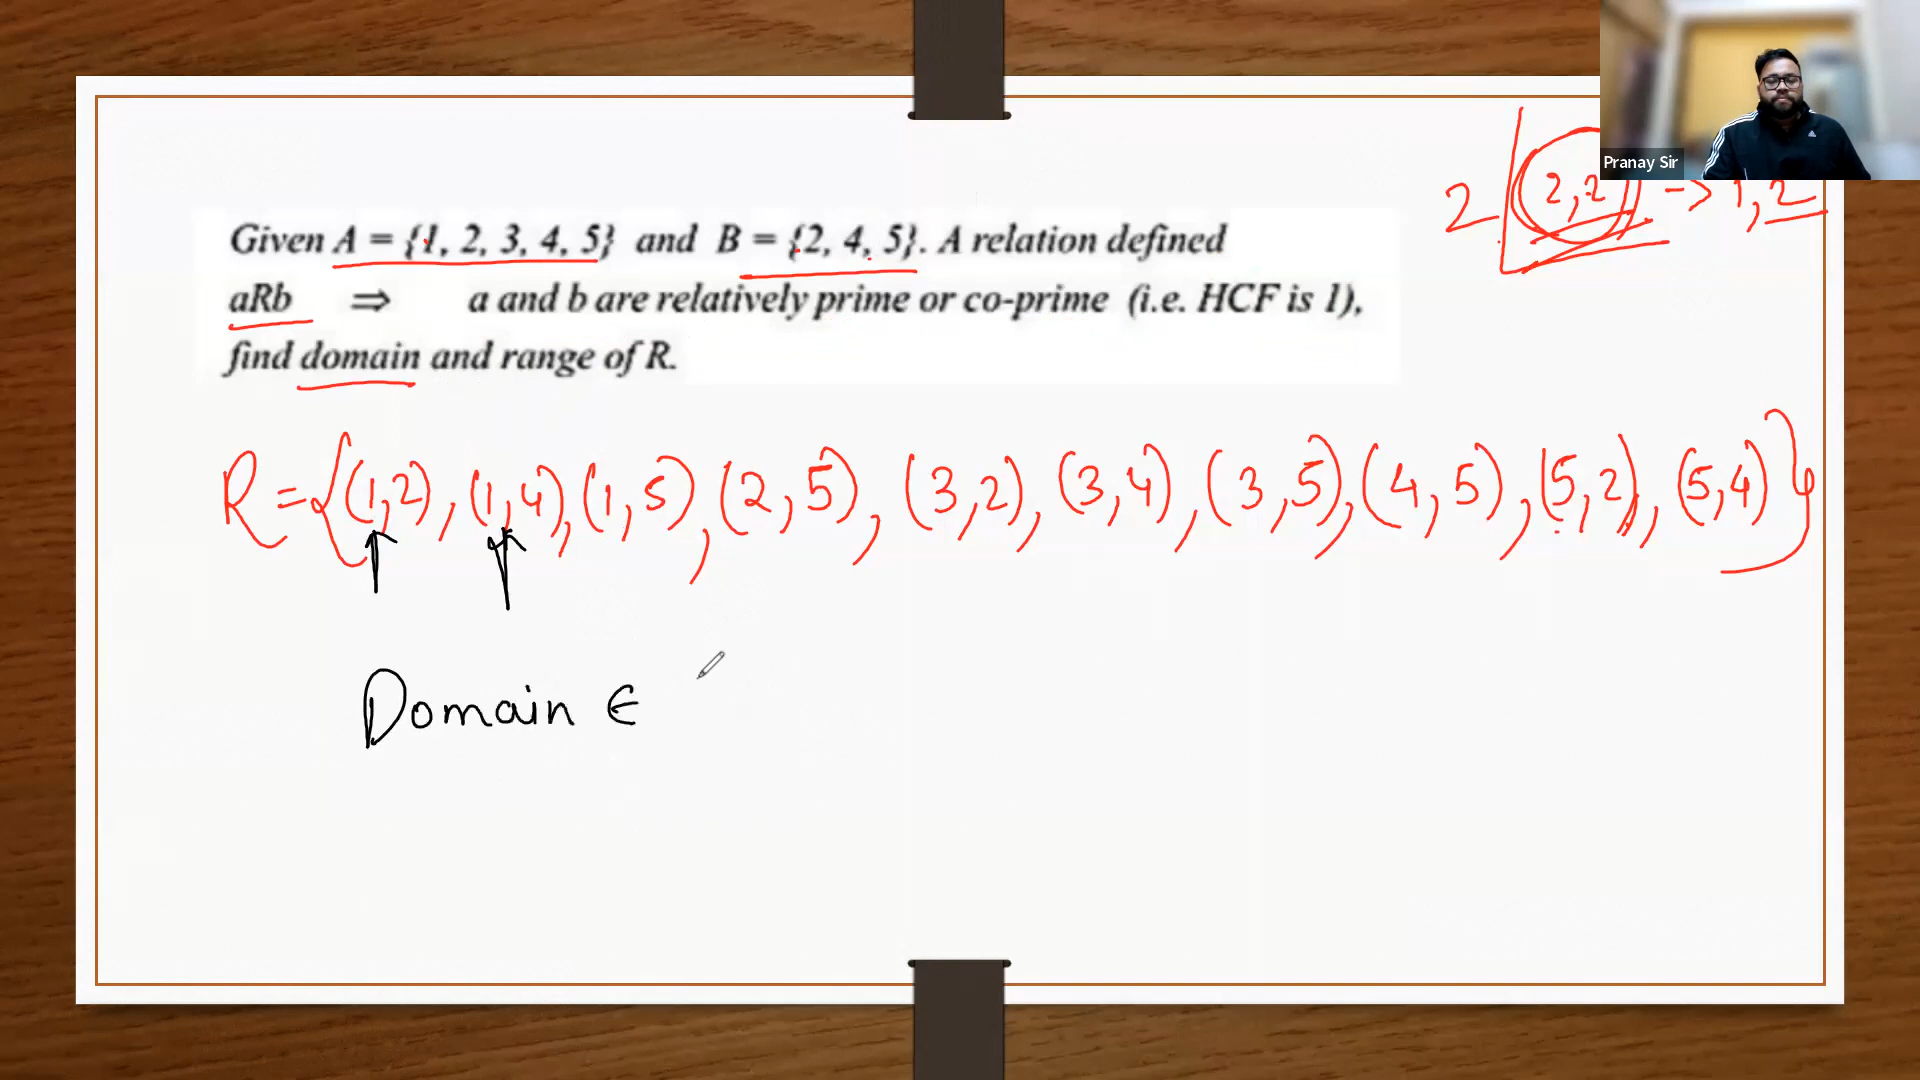 Pranay Sir
2 | 2, 2 -> 1, 2
Given A = {1, 2, 3, 4, 5} and B = {2, 4, 5}. A relation defined
aRb ⇒ a and b are relatively prime or co-prime (i.e. HCF is 1),
find domain and range of R.
R = {(1,2), (1,4), (1,5), (2,5), (3,2), (3,4), (3,5), (4,5), (5,2), (5,4)}
Domain ∈